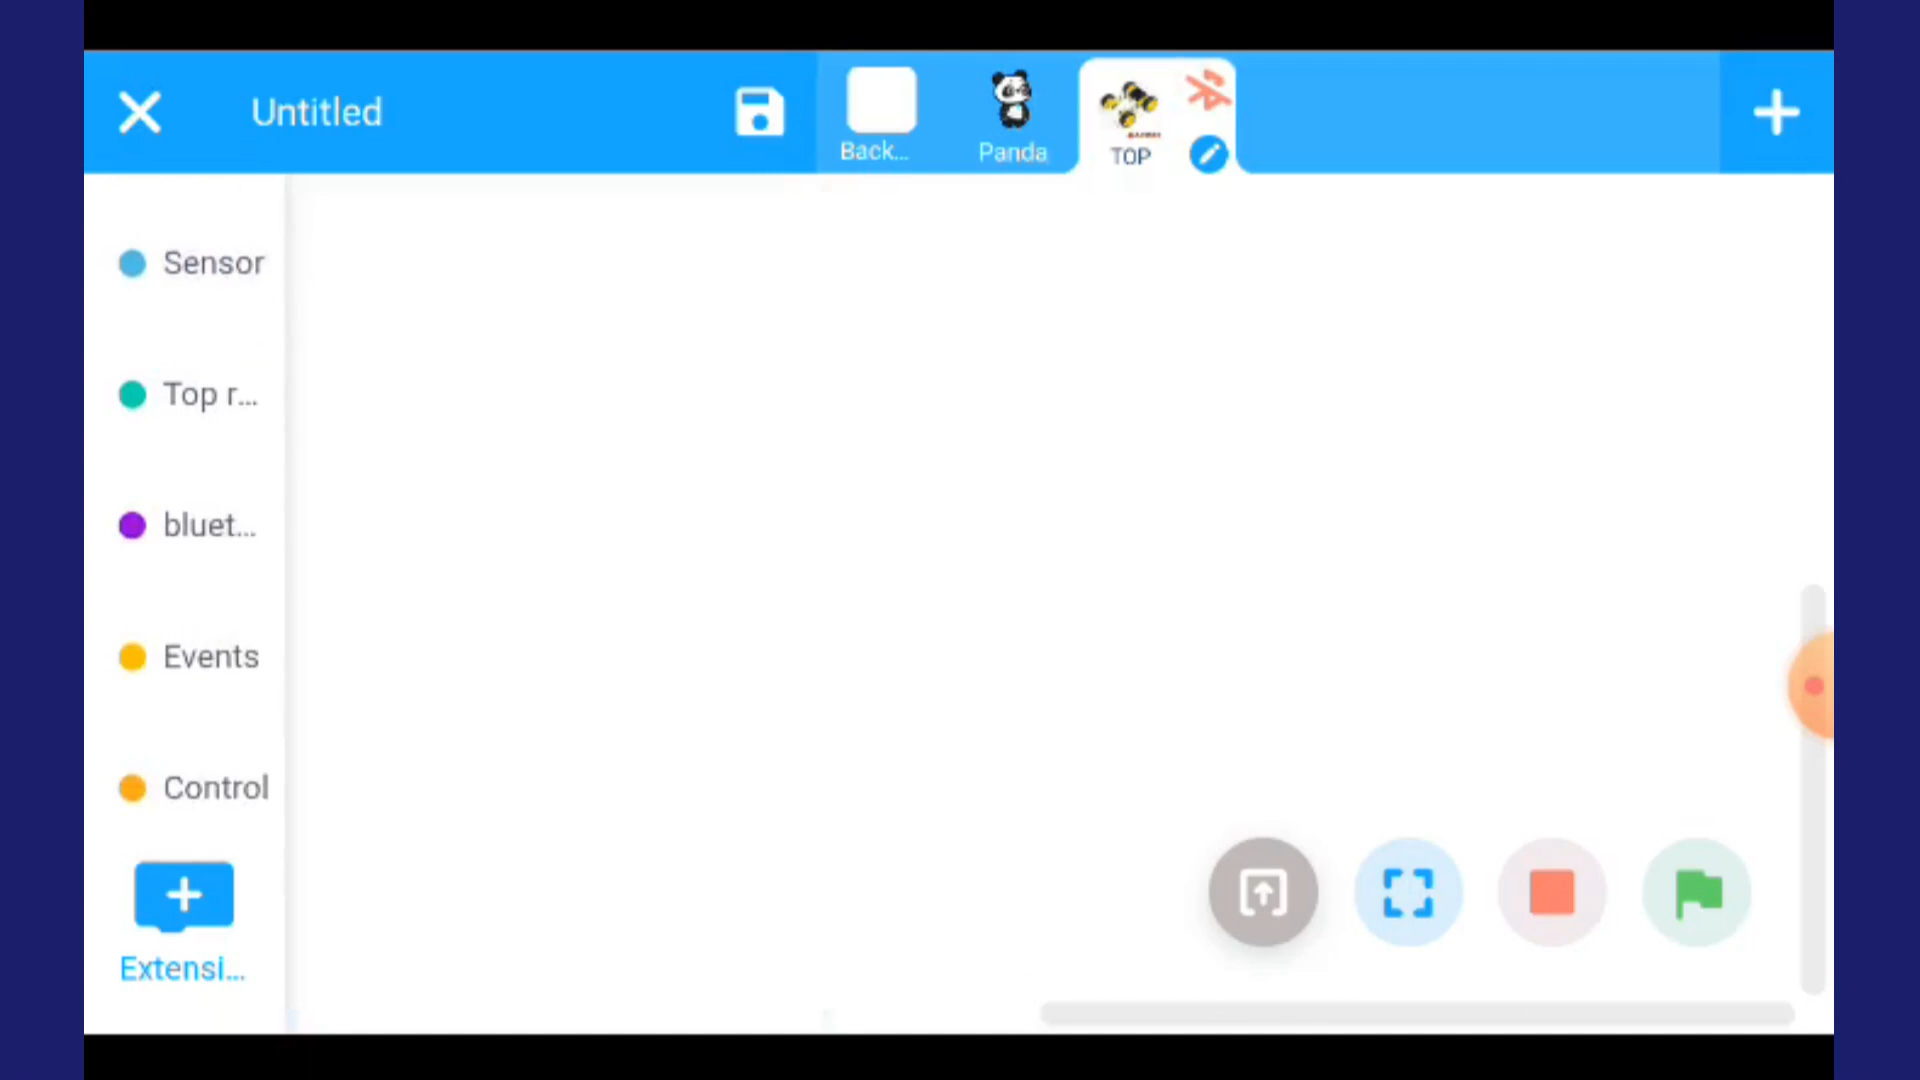 Untitled
Back...
Panda
TOP
Sensor
Top r...
bluet...
Events
Control
Extensi...